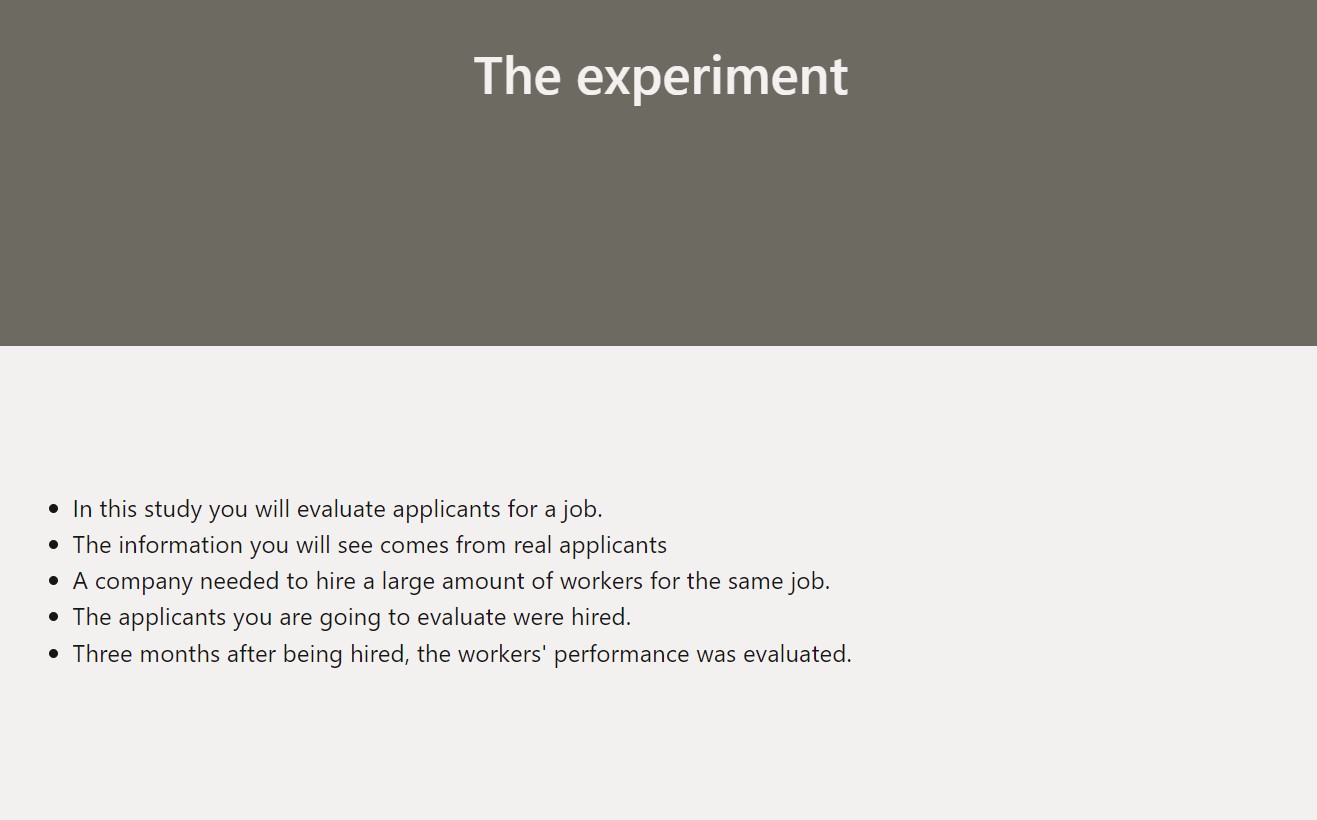 The experiment
In this study you will evaluate applicants for a job.
The information you will see comes from real applicants
A company needed to hire a large amount of workers for the same job.
The applicants you are going to evaluate were hired.
Three months after being hired, the workers' performance was evaluated.